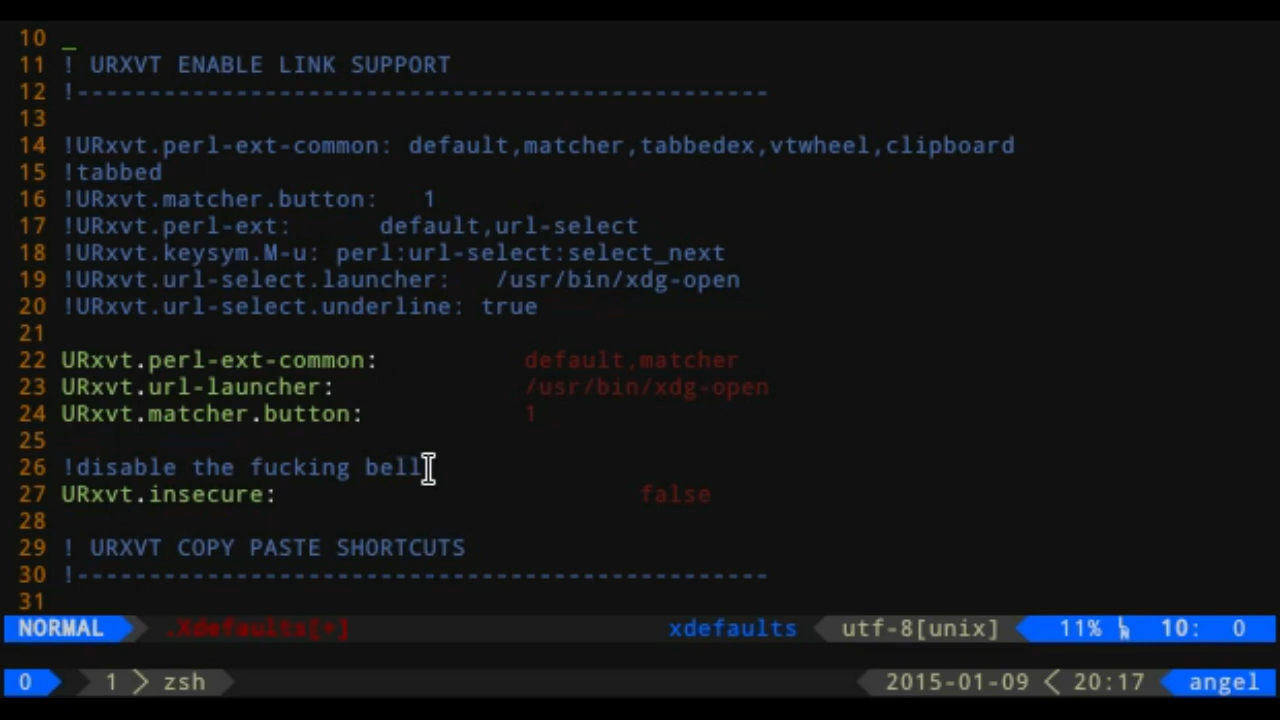 10
11 ! URXVT ENABLE LINK SUPPORT
12 !------------------------------------------------
13
14 !URxvt.perl-ext-common: default,matcher,tabbedex,vtwheel,clipboard
15 !tabbed
16 !URxvt.matcher.button:   1
17 !URxvt.perl-ext:      default,url-select
18 !URxvt.keysym.M-u: perl:url-select:select_next
19 !URxvt.url-select.launcher:   /usr/bin/xdg-open
20 !URxvt.url-select.underline: true
21
22 URxvt.perl-ext-common:          default,matcher
23 URxvt.url-launcher:             /usr/bin/xdg-open
24 URxvt.matcher.button:           1
25
26 !disable the fucking bell
27 URxvt.insecure:                         false
28
29 ! URXVT COPY PASTE SHORTCUTS
30 !------------------------------------------------
31
NORMAL .Xdefaults[+] xdefaults utf-8[unix] 11% 10: 0
0 1 zsh 2015-01-09 20:17 angel